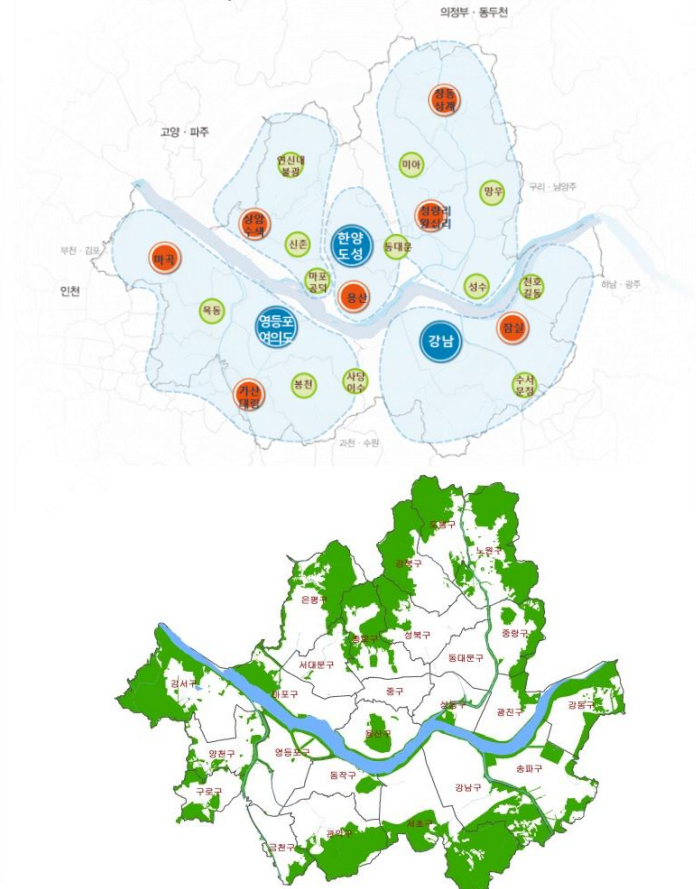 의정부 · 동두천
창동
상계
고양 · 파주
연신내
불광
미아
망우
구리 · 남양주
상암
수색
청량리
왕십리
신촌
한양
도성
동대문
부천 · 김포
마곡
마포
공덕
성수
천호
길동
하남 · 광주
인천
용산
목동
영등포
여의도
강남
잠실
가산
대림
봉천
사당
이수
수서
문정
과천 · 수원
도봉구
노원구
강북구
은평구
종로구
성북구
중랑구
서대문구
동대문구
강서구
마포구
중구
성동구
광진구
강동구
용산구
양천구
영등포구
동작구
송파구
구로구
강남구
서초구
관악구
금천구